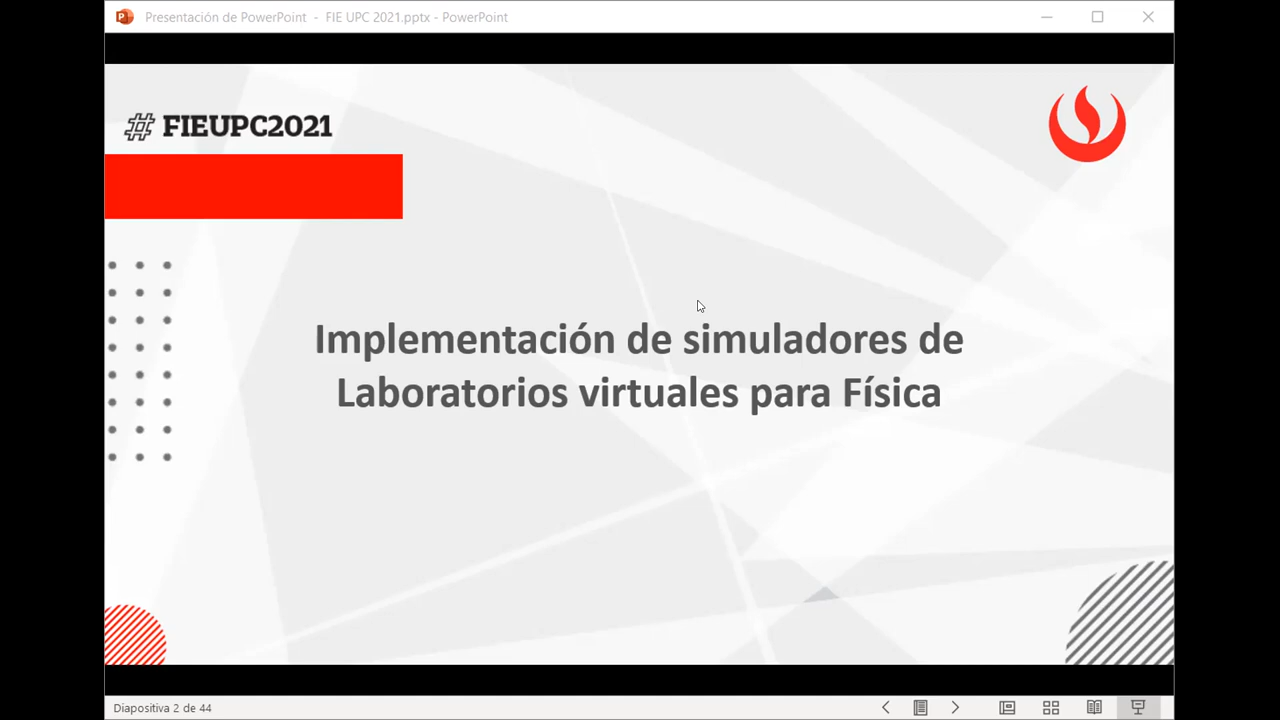 Presentación de PowerPoint - FIE UPC 2021.pptx - PowerPoint
# FIEUPC2021
Implementación de simuladores de
Laboratorios virtuales para Física
Diapositiva 2 de 44